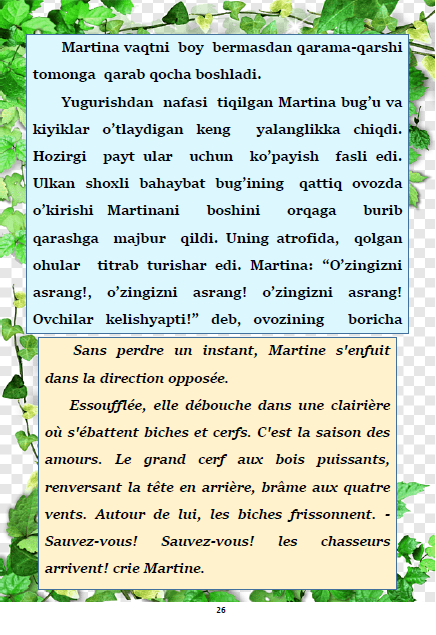 Martina vaqtni boy bermasdan qarama-qarshi
tomonga qarab qocha boshladi.
Yugurishdan nafasi tiqilgan Martina bug’u va
kiyiklar o’tlaydigan keng yalanglikka chiqdi.
Hozirgi payt ular uchun ko’payish fasli edi.
Ulkan shoxli bahaybat bug’ining qattiq ovozda
o’kirishi Martinani boshini orqaga burib
qarashga majbur qildi. Uning atrofida, qolgan
ohular titrab turishar edi. Martina: “O’zingizni
asrang!, o’zingizni asrang! o’zingizni asrang!
Ovchilar kelishyapti!” deb, ovozining boricha
Sans perdre un instant, Martine s'enfuit
dans la direction opposée.
Essoufflée, elle débouche dans une clairière
où s'ébattent biches et cerfs. C'est la saison des
amours. Le grand cerf aux bois puissants,
renversant la tête en arrière, brâme aux quatre
vents. Autour de lui, les biches frissonnent. -
Sauvez-vous! Sauvez-vous! les chasseurs
arrivent! crie Martine.
26